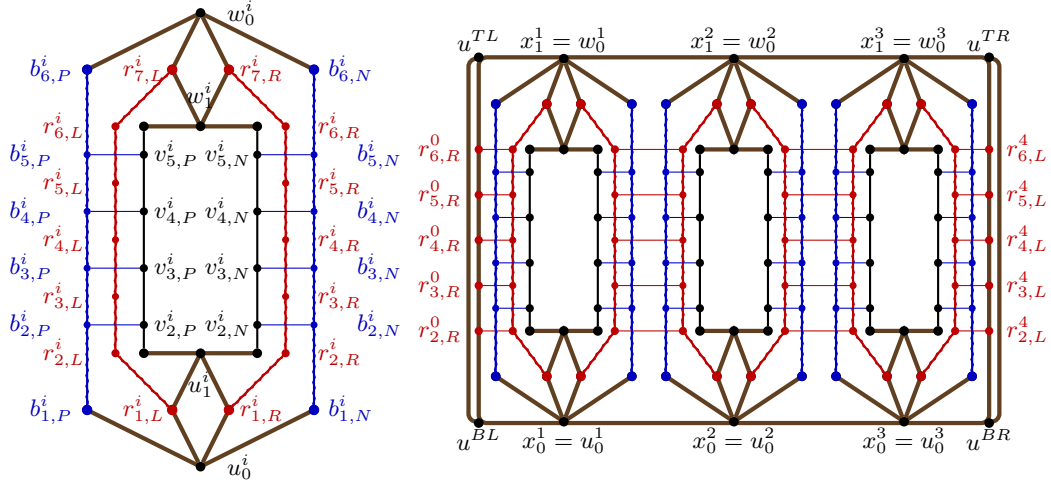 w_0^i
b_{6,P}^i r_{7,L}^i r_{7,R}^i b_{6,N}^i
w_1^i
r_{6,L}^i r_{6,R}^i
b_{5,P}^i v_{5,P}^i v_{5,N}^i b_{5,N}^i
r_{5,L}^i r_{5,R}^i
b_{4,P}^i v_{4,P}^i v_{4,N}^i b_{4,N}^i
r_{4,L}^i r_{4,R}^i
b_{3,P}^i v_{3,P}^i v_{3,N}^i b_{3,N}^i
r_{3,L}^i r_{3,R}^i
b_{2,P}^i v_{2,P}^i v_{2,N}^i b_{2,N}^i
r_{2,L}^i r_{2,R}^i
u_1^i
b_{1,P}^i r_{1,L}^i r_{1,R}^i b_{1,N}^i
u_0^i
u^{TL} x_1^1 = w_0^1 x_1^2 = w_0^2 x_1^3 = w_0^3 u^{TR}
r_{6,R}^0 r_{6,L}^4
r_{5,R}^0 r_{5,L}^4
r_{4,R}^0 r_{4,L}^4
r_{3,R}^0 r_{3,L}^4
r_{2,R}^0 r_{2,L}^4
u^{BL} x_0^1 = u_0^1 x_0^2 = u_0^2 x_0^3 = u_0^3 u^{BR}